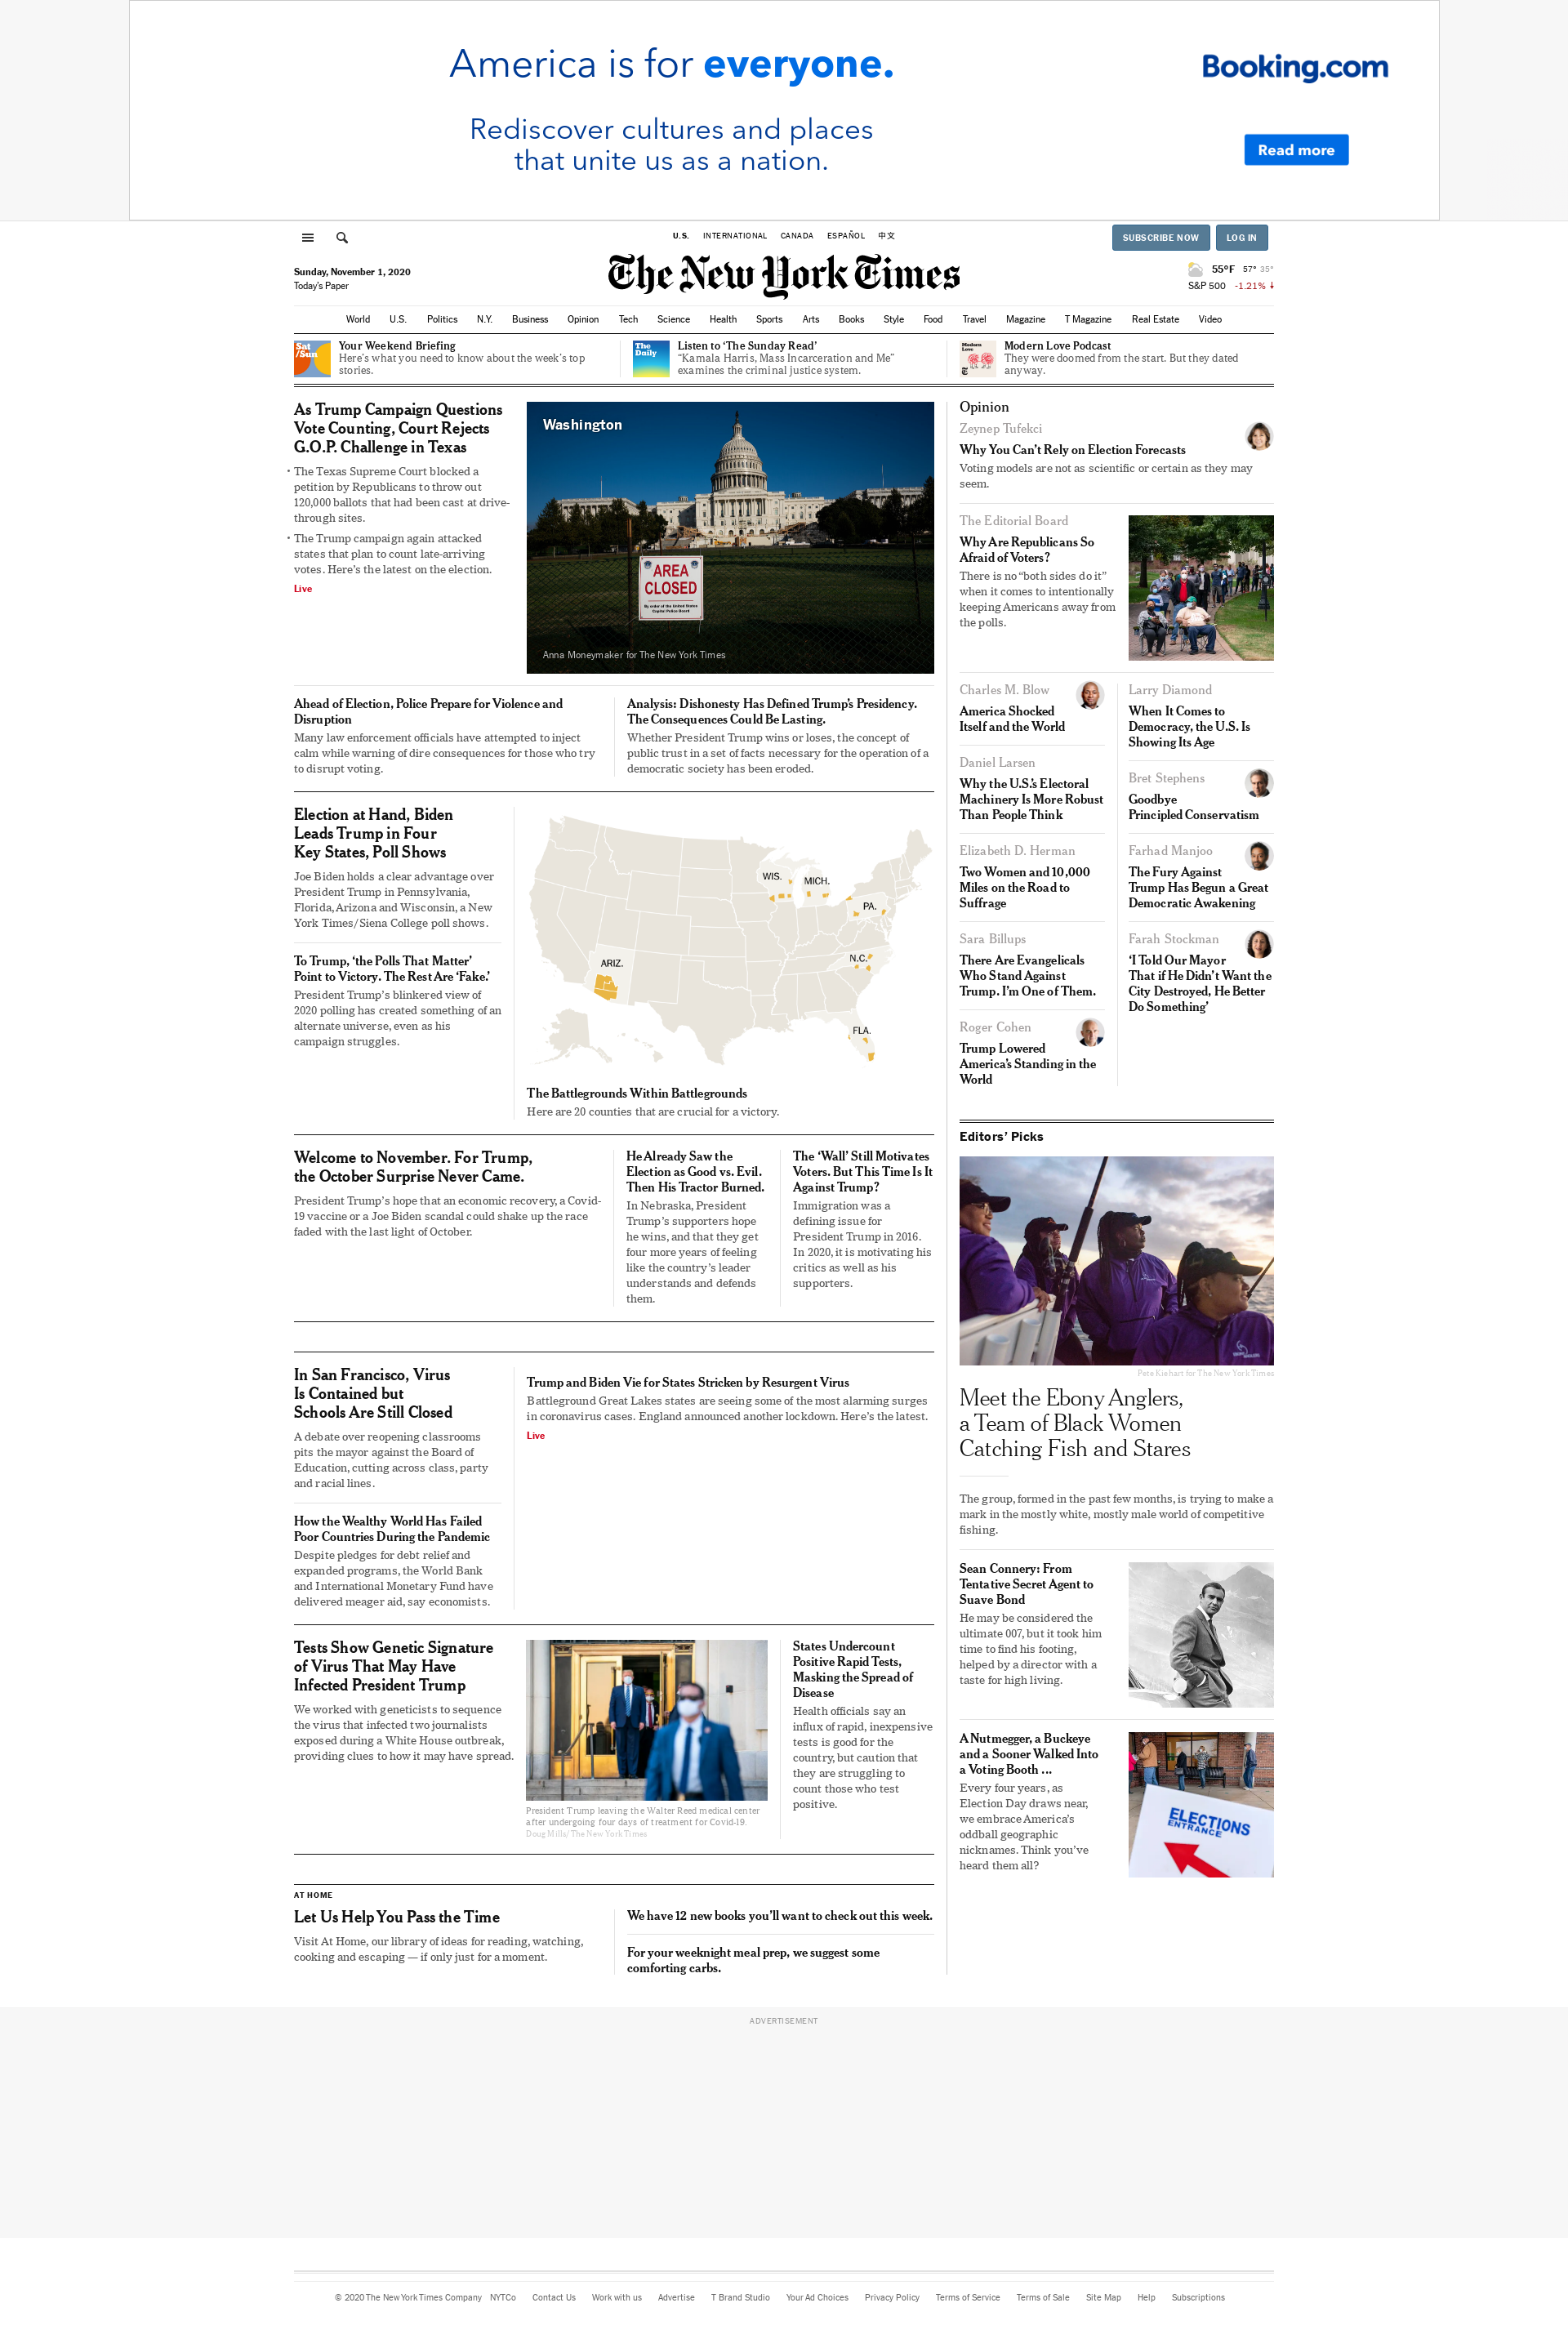 America is for everyone.
Booking.com
Rediscover cultures and places
that unite us as a nation.
Read more
U.S. INTERNATIONAL CANADA ESPAÑOL 中文
SUBSCRIBE NOW LOG IN
Sunday, November 1, 2020
Today's Paper
The New York Times
55°F 57° 35°
S&P 500 -1.21%
World U.S. Politics N.Y. Business Opinion Tech Science Health Sports Arts Books Style Food Travel Magazine T Magazine Real Estate Video
Sat
/Sun
Your Weekend Briefing
Here's what you need to know about the week's top
stories.
The
Daily
Listen to ‘The Sunday Read’
“Kamala Harris, Mass Incarceration and Me”
examines the criminal justice system.
Modern
Love
Modern Love Podcast
They were doomed from the start. But they dated
anyway.
As Trump Campaign Questions
Vote Counting, Court Rejects
G.O.P. Challenge in Texas
• The Texas Supreme Court blocked a
petition by Republicans to throw out
120,000 ballots that had been cast at drive-
through sites.
• The Trump campaign again attacked
states that plan to count late-arriving
votes. Here's the latest on the election.
Live
Washington
AREA
CLOSED
By order of the United States
Capitol Police Board
Anna Moneymaker for The New York Times
Ahead of Election, Police Prepare for Violence and
Disruption
Many law enforcement officials have attempted to inject
calm while warning of dire consequences for those who try
to disrupt voting.
Analysis: Dishonesty Has Defined Trump's Presidency.
The Consequences Could Be Lasting.
Whether President Trump wins or loses, the concept of
public trust in a set of facts necessary for the operation of a
democratic society has been eroded.
Election at Hand, Biden
Leads Trump in Four
Key States, Poll Shows
Joe Biden holds a clear advantage over
President Trump in Pennsylvania,
Florida, Arizona and Wisconsin, a New
York Times/Siena College poll shows.
To Trump, ‘the Polls That Matter’
Point to Victory. The Rest Are ‘Fake.’
President Trump's blinkered view of
2020 polling has created something of an
alternate universe, even as his
campaign struggles.
WIS.
MICH.
PA.
N.C.
ARIZ.
FLA.
The Battlegrounds Within Battlegrounds
Here are 20 counties that are crucial for a victory.
Welcome to November. For Trump,
the October Surprise Never Came.
President Trump's hope that an economic recovery, a Covid-
19 vaccine or a Joe Biden scandal could shake up the race
faded with the last light of October.
He Already Saw the
Election as Good vs. Evil.
Then His Tractor Burned.
In Nebraska, President
Trump's supporters hope
he wins, and that they get
four more years of feeling
like the country's leader
understands and defends
them.
The ‘Wall’ Still Motivates
Voters. But This Time Is It
Against Trump?
Immigration was a
defining issue for
President Trump in 2016.
In 2020, it is motivating his
critics as well as his
supporters.
In San Francisco, Virus
Is Contained but
Schools Are Still Closed
A debate over reopening classrooms
pits the mayor against the Board of
Education, cutting across class, party
and racial lines.
How the Wealthy World Has Failed
Poor Countries During the Pandemic
Despite pledges for debt relief and
expanded programs, the World Bank
and International Monetary Fund have
delivered meager aid, say economists.
Trump and Biden Vie for States Stricken by Resurgent Virus
Battleground Great Lakes states are seeing some of the most alarming surges
in coronavirus cases. England announced another lockdown. Here's the latest.
Live
Tests Show Genetic Signature
of Virus That May Have
Infected President Trump
We worked with geneticists to sequence
the virus that infected two journalists
exposed during a White House outbreak,
providing clues to how it may have spread.
President Trump leaving the Walter Reed medical center
after undergoing four days of treatment for Covid-19.
Doug Mills/The New York Times
States Undercount
Positive Rapid Tests,
Masking the Spread of
Disease
Health officials say an
influx of rapid, inexpensive
tests is good for the
country, but caution that
they are struggling to
count those who test
positive.
AT HOME
Let Us Help You Pass the Time
Visit At Home, our library of ideas for reading, watching,
cooking and escaping — if only just for a moment.
We have 12 new books you'll want to check out this week.
For your weeknight meal prep, we suggest some
comforting carbs.
Opinion
Zeynep Tufekci
Why You Can't Rely on Election Forecasts
Voting models are not as scientific or certain as they may
seem.
The Editorial Board
Why Are Republicans So
Afraid of Voters?
There is no “both sides do it”
when it comes to intentionally
keeping Americans away from
the polls.
Charles M. Blow
America Shocked
Itself and the World
Daniel Larsen
Why the U.S.'s Electoral
Machinery Is More Robust
Than People Think
Elizabeth D. Herman
Two Women and 10,000
Miles on the Road to
Suffrage
Sara Billups
There Are Evangelicals
Who Stand Against
Trump. I'm One of Them.
Roger Cohen
Trump Lowered
America's Standing in the
World
Larry Diamond
When It Comes to
Democracy, the U.S. Is
Showing Its Age
Bret Stephens
Goodbye
Principled Conservatism
Farhad Manjoo
The Fury Against
Trump Has Begun a Great
Democratic Awakening
Farah Stockman
‘I Told Our Mayor
That if He Didn't Want the
City Destroyed, He Better
Do Something’
Editors' Picks
Pete Kiehart for The New York Times
Meet the Ebony Anglers,
a Team of Black Women
Catching Fish and Stares
The group, formed in the past few months, is trying to make a
mark in the mostly white, mostly male world of competitive
fishing.
Sean Connery: From
Tentative Secret Agent to
Suave Bond
He may be considered the
ultimate 007, but it took him
time to find his footing,
helped by a director with a
taste for high living.
A Nutmegger, a Buckeye
and a Sooner Walked Into
a Voting Booth ...
Every four years, as
Election Day draws near,
we embrace America's
oddball geographic
nicknames. Think you've
heard them all?
ELECTIONS
ENTRANCE
ADVERTISEMENT
© 2020 The New York Times Company NYTCo Contact Us Work with us Advertise T Brand Studio Your Ad Choices Privacy Policy Terms of Service Terms of Sale Site Map Help Subscriptions